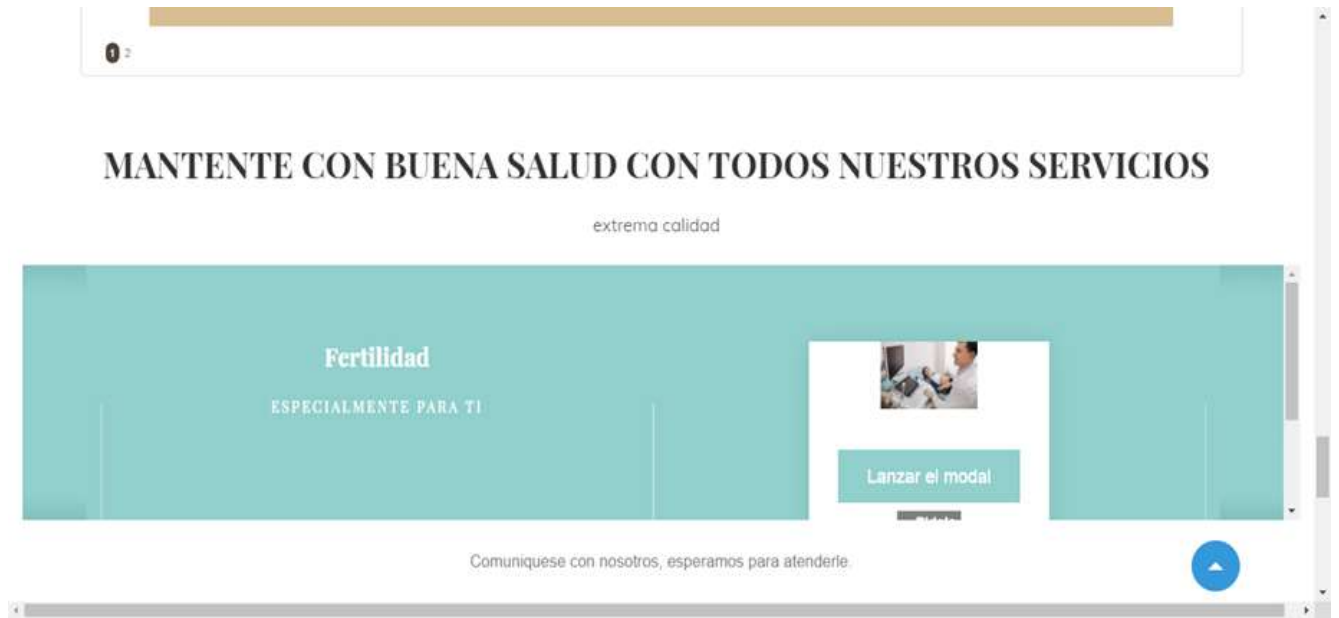 1 2
MANTENTE CON BUENA SALUD CON TODOS NUESTROS SERVICIOS
extrema calidad
Fertilidad
ESPECIALMENTE PARA TI
Lanzar el modal
Comuniquese con nosotros, esperamos para atenderle.